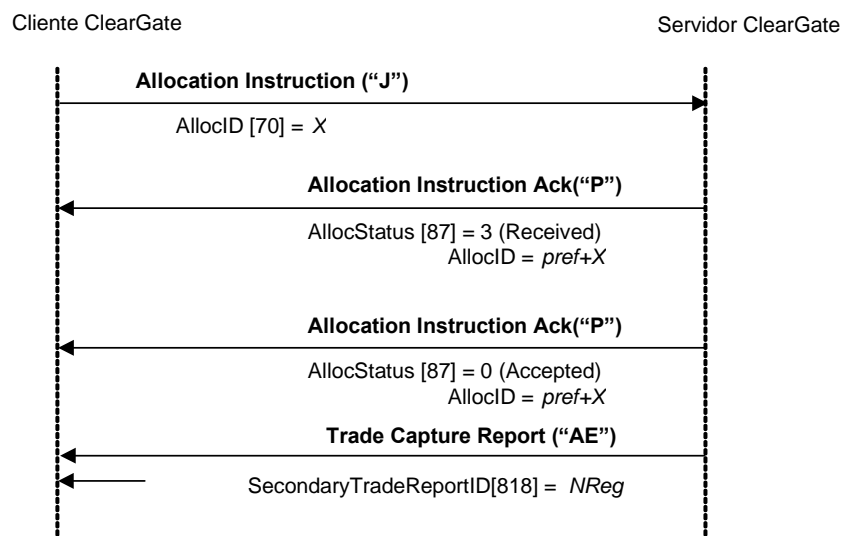 Cliente ClearGate
Servidor ClearGate
Allocation Instruction (“J”)
AllocID [70] = X
Allocation Instruction Ack(“P”)
AllocStatus [87] = 3 (Received)
AllocID = pref+X
Allocation Instruction Ack(“P”)
AllocStatus [87] = 0 (Accepted)
AllocID = pref+X
Trade Capture Report (“AE”)
SecondaryTradeReportID[818] = NReg